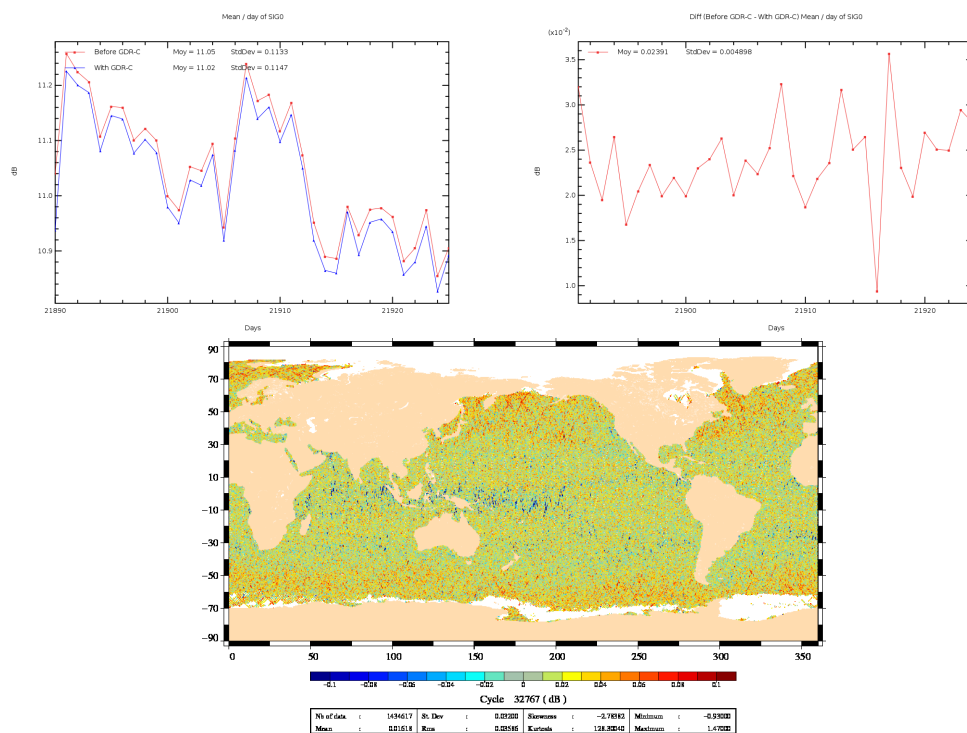 Mean / day of SIG0
Before GDR-C Moy = 11.05 StdDev = 0.1133
With GDR-C Moy = 11.02 StdDev = 0.1147
11.2
11.1
11.0
10.9
dB
21890 21900 21910 21920
Days
Diff (Before GDR-C - With GDR-C) Mean / day of SIG0
(x10⁻²)
Moy = 0.02391 StdDev = 0.004898
3.5
3.0
2.5
2.0
1.5
1.0
dB
21900 21910 21920
Days
90
70
50
30
10
-10
-30
-50
-70
-90
0 50 100 150 200 250 300 350
-0.1 -0.08 -0.06 -0.04 -0.02 0 0.02 0.04 0.06 0.08 0.1
Cycle 32767 ( dB )
Nb of data : 1434617 St. Dev : 0.03200 Skewness : -2.78382 Minimum : -0.93000
Mean : 0.01618 Rms : 0.03586 Kurtosis : 128.30040 Maximum : 1.47000